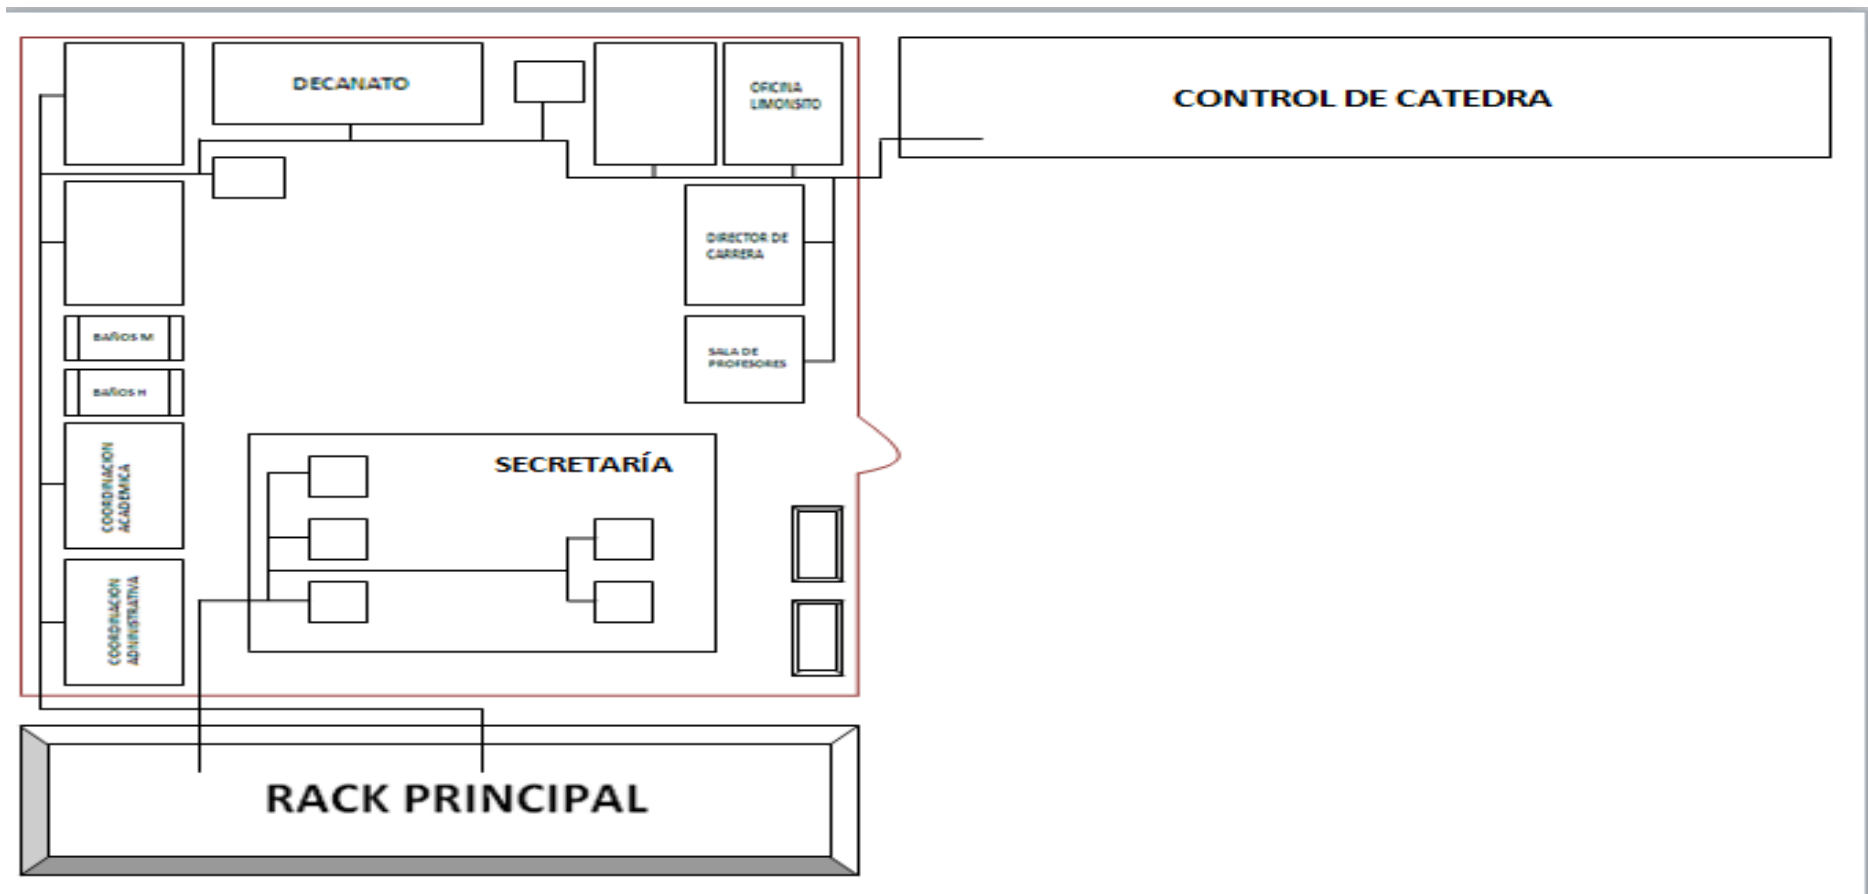 DECANATO
OFICINA
LIMONSITO
CONTROL DE CATEDRA
DIRECTOR DE
CARRERA
BAÑOS M
SALA DE
PROFESORES
BAÑOS H
COORDINACION
ACADEMICA
SECRETARÍA
COORDINACION
ADMINISTRATIVA
RACK PRINCIPAL